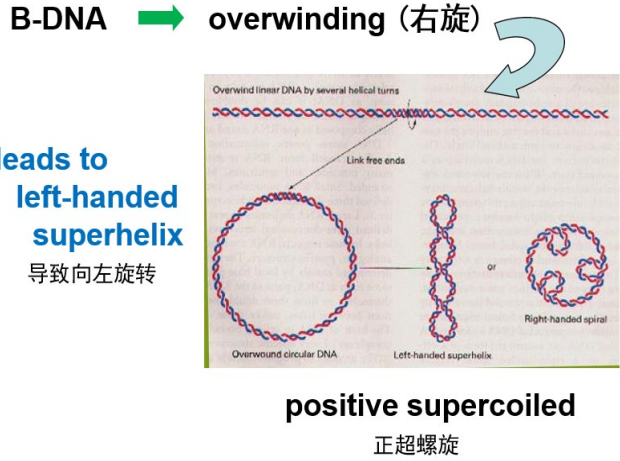 B-DNA overwinding (右旋)
Overwind linear DNA by several helical turns
Link free ends
leads to
left-handed
superhelix
导致向左旋转
or
Right-handed spiral
Overwound circular DNA
Left-handed superhelix
positive supercoiled
正超螺旋